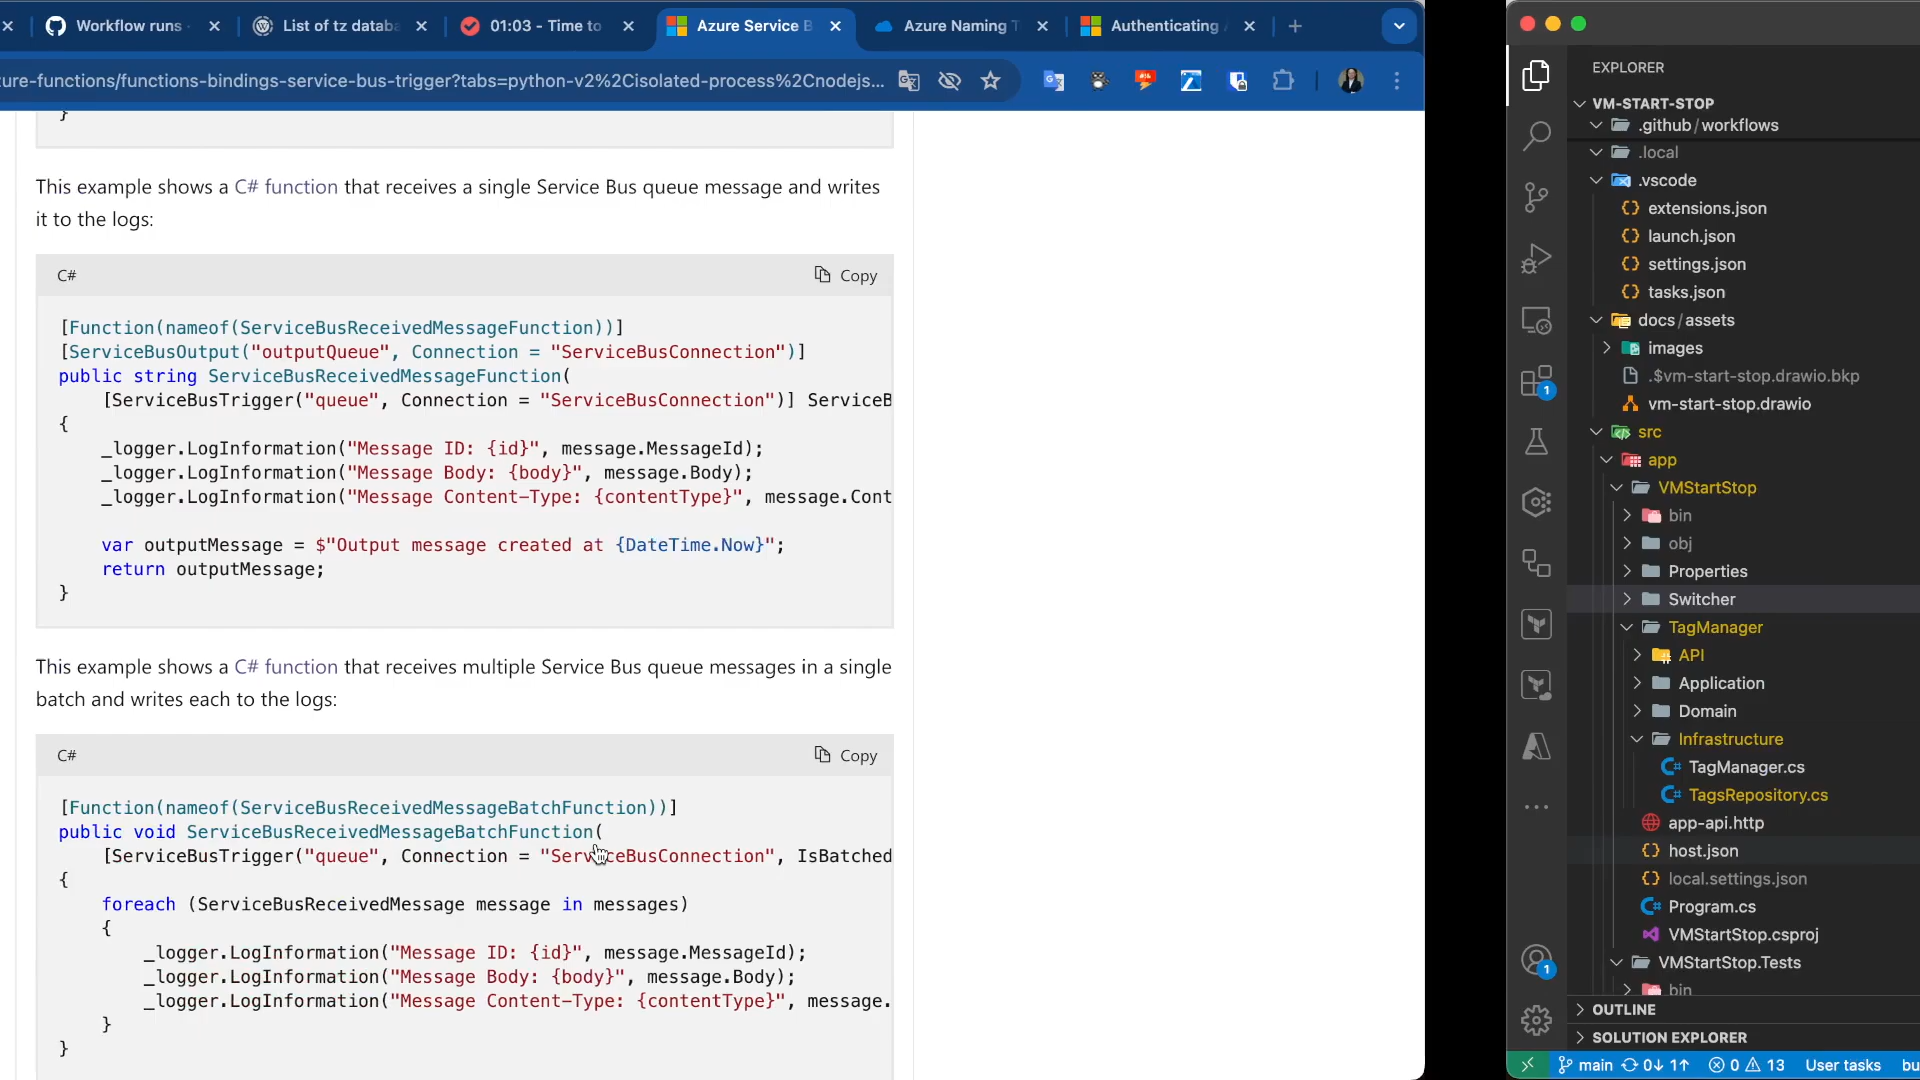 Workflow runs
List of tz databa
01:03 - Time to
Azure Service B
Azure Naming T
Authenticating
ure-functions/functions-bindings-service-bus-trigger?tabs=python-v2%2Cisolated-process%2Cnodejs...
}
This example shows a C# function that receives a single Service Bus queue message and writes
it to the logs:
C#
Copy
[Function(nameof(ServiceBusReceivedMessageFunction))]
[ServiceBusOutput("outputQueue", Connection = "ServiceBusConnection")]
public string ServiceBusReceivedMessageFunction(
[ServiceBusTrigger("queue", Connection = "ServiceBusConnection")] ServiceB
{
_logger.LogInformation("Message ID: {id}", message.MessageId);
_logger.LogInformation("Message Body: {body}", message.Body);
_logger.LogInformation("Message Content-Type: {contentType}", message.Cont
var outputMessage = $"Output message created at {DateTime.Now}";
return outputMessage;
}
This example shows a C# function that receives multiple Service Bus queue messages in a single
batch and writes each to the logs:
C#
Copy
[Function(nameof(ServiceBusReceivedMessageBatchFunction))]
public void ServiceBusReceivedMessageBatchFunction(
[ServiceBusTrigger("queue", Connection = "ServiceBusConnection", IsBatched
{
foreach (ServiceBusReceivedMessage message in messages)
{
_logger.LogInformation("Message ID: {id}", message.MessageId);
_logger.LogInformation("Message Body: {body}", message.Body);
_logger.LogInformation("Message Content-Type: {contentType}", message.
}
}
EXPLORER
VM-START-STOP
.github/workflows
.local
.vscode
extensions.json
launch.json
settings.json
tasks.json
docs/assets
images
.$vm-start-stop.drawio.bkp
vm-start-stop.drawio
src
app
VMStartStop
bin
obj
Properties
Switcher
TagManager
API
Application
Domain
Infrastructure
TagManager.cs
TagsRepository.cs
app-api.http
host.json
local.settings.json
Program.cs
VMStartStop.csproj
VMStartStop.Tests
bin
OUTLINE
SOLUTION EXPLORER
1
1
main 0↓ 1↑ 0 13 User tasks bu